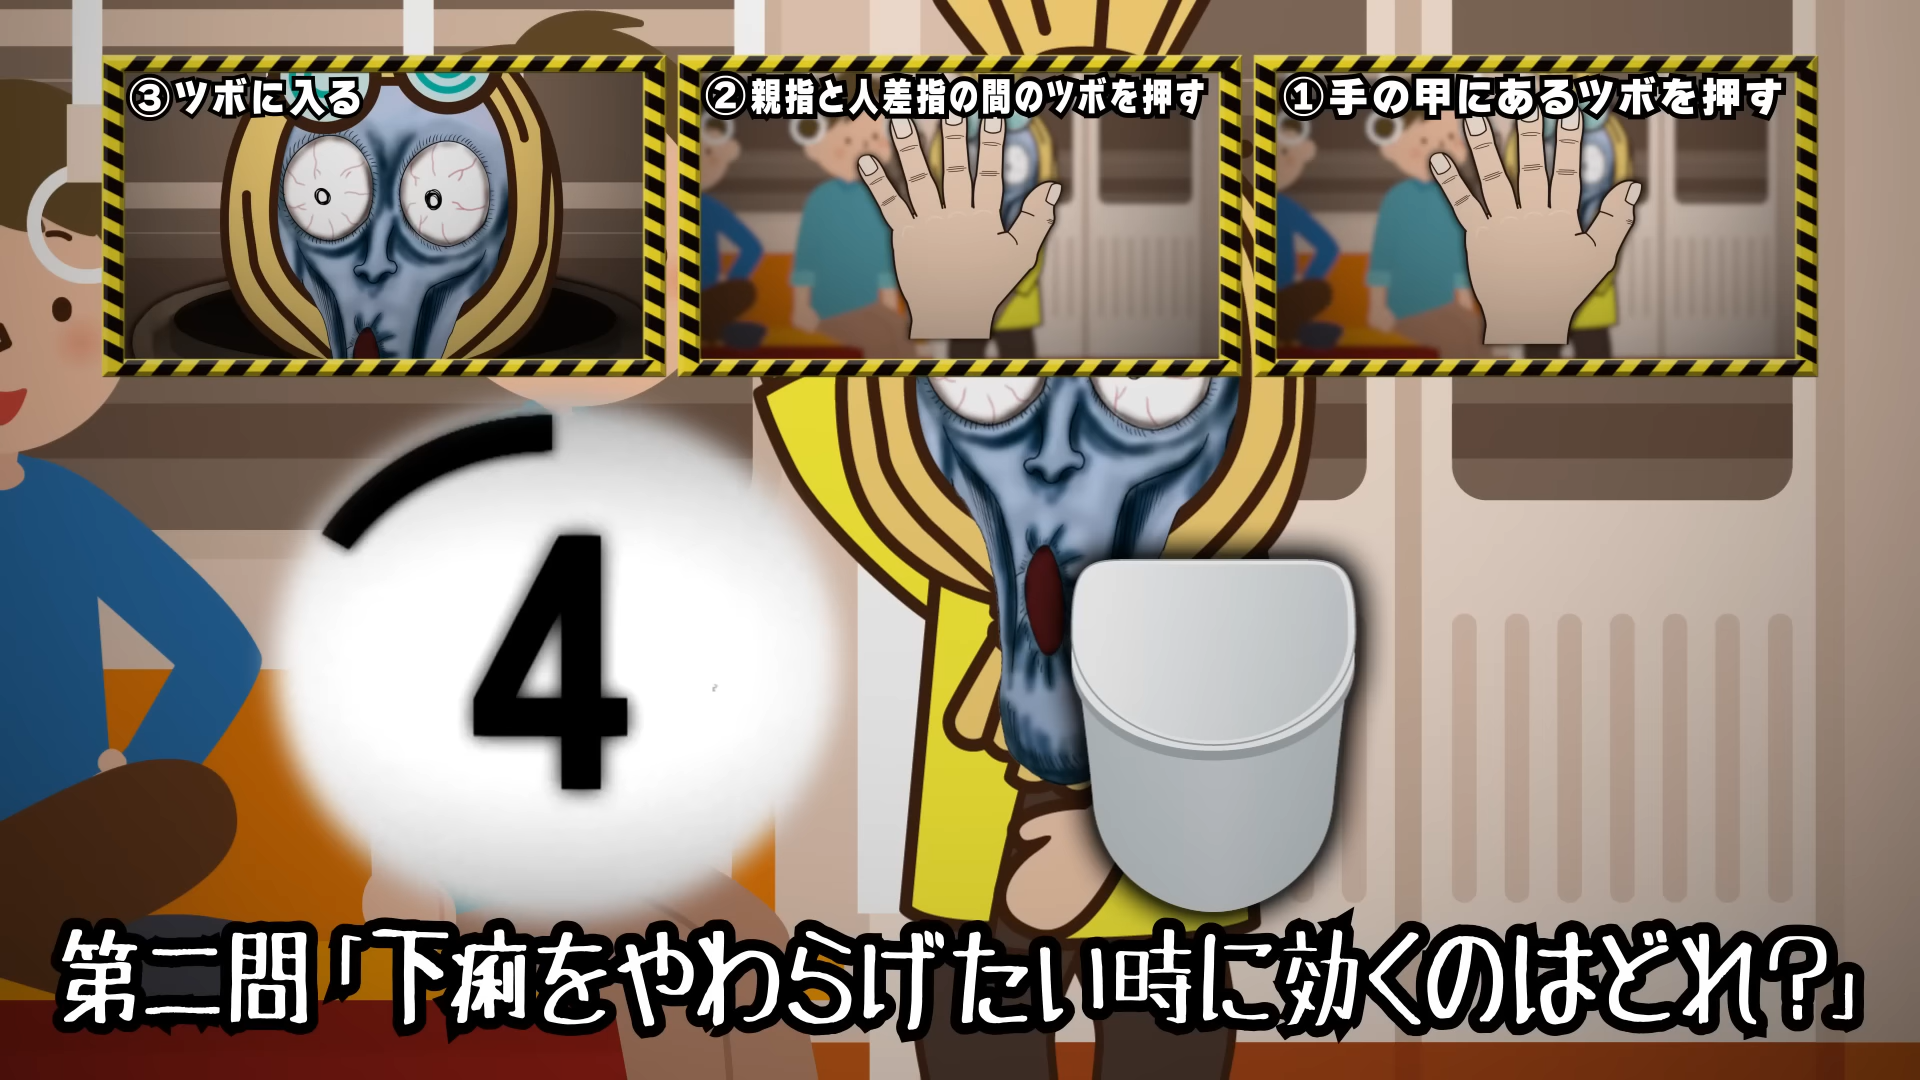 ③ツボに入る
②親指と人差指の間のツボを押す
①手の甲にあるツボを押す
4
第二問「下痢をやわらげたい時に効くのはどれ？」